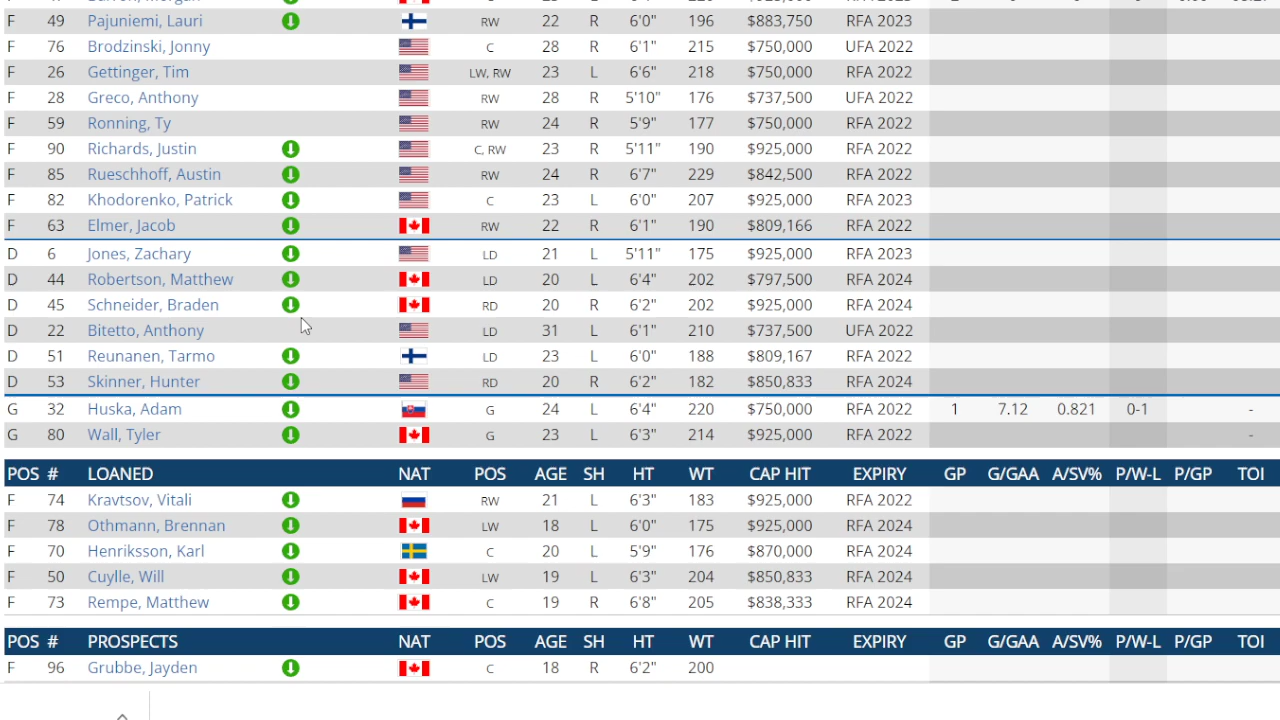 F 49 Pajuniemi, Lauri RW 22 R 6'0" 196 $883,750 RFA 2023
F 76 Brodzinski, Jonny C 28 R 6'1" 215 $750,000 UFA 2022
F 26 Gettinger, Tim LW, RW 23 L 6'6" 218 $750,000 RFA 2022
F 28 Greco, Anthony RW 28 R 5'10" 176 $737,500 UFA 2022
F 59 Ronning, Ty RW 24 R 5'9" 177 $750,000 RFA 2022
F 90 Richards, Justin C, RW 23 R 5'11" 190 $925,000 RFA 2022
F 85 Rueschhoff, Austin RW 24 R 6'7" 229 $842,500 RFA 2022
F 82 Khodorenko, Patrick C 23 R 6'0" 207 $925,000 RFA 2023
F 63 Elmer, Jacob RW 22 R 6'1" 190 $809,166 RFA 2022
D 6 Jones, Zachary LD 21 L 5'11" 175 $925,000 RFA 2023
D 44 Robertson, Matthew LD 20 L 6'4" 202 $797,500 RFA 2024
D 45 Schneider, Braden RD 20 R 6'2" 202 $925,000 RFA 2024
D 22 Bitetto, Anthony LD 31 L 6'1" 210 $737,500 UFA 2022
D 51 Reunanen, Tarmo LD 23 L 6'0" 188 $809,167 RFA 2022
D 53 Skinner, Hunter RD 20 R 6'2" 182 $850,833 RFA 2024
G 32 Huska, Adam G 24 L 6'4" 220 $750,000 RFA 2022 1 7.12 0.821 0-1 -
G 80 Wall, Tyler G 23 L 6'3" 214 $925,000 RFA 2022 -
POS # LOANED NAT POS AGE SH HT WT CAP HIT EXPIRY GP G/GAA A/SV% P/W-L P/GP TOI
F 74 Kravtsov, Vitali RW 21 L 6'3" 183 $925,000 RFA 2022
F 78 Othmann, Brennan LW 18 L 6'0" 175 $925,000 RFA 2024
F 70 Henriksson, Karl C 20 L 5'9" 176 $870,000 RFA 2024
F 50 Cuylle, Will LW 19 L 6'3" 204 $850,833 RFA 2024
F 73 Rempe, Matthew C 19 R 6'8" 205 $838,333 RFA 2024
POS # PROSPECTS NAT POS AGE SH HT WT CAP HIT EXPIRY GP G/GAA A/SV% P/W-L P/GP TOI
F 96 Grubbe, Jayden C 18 R 6'2" 200